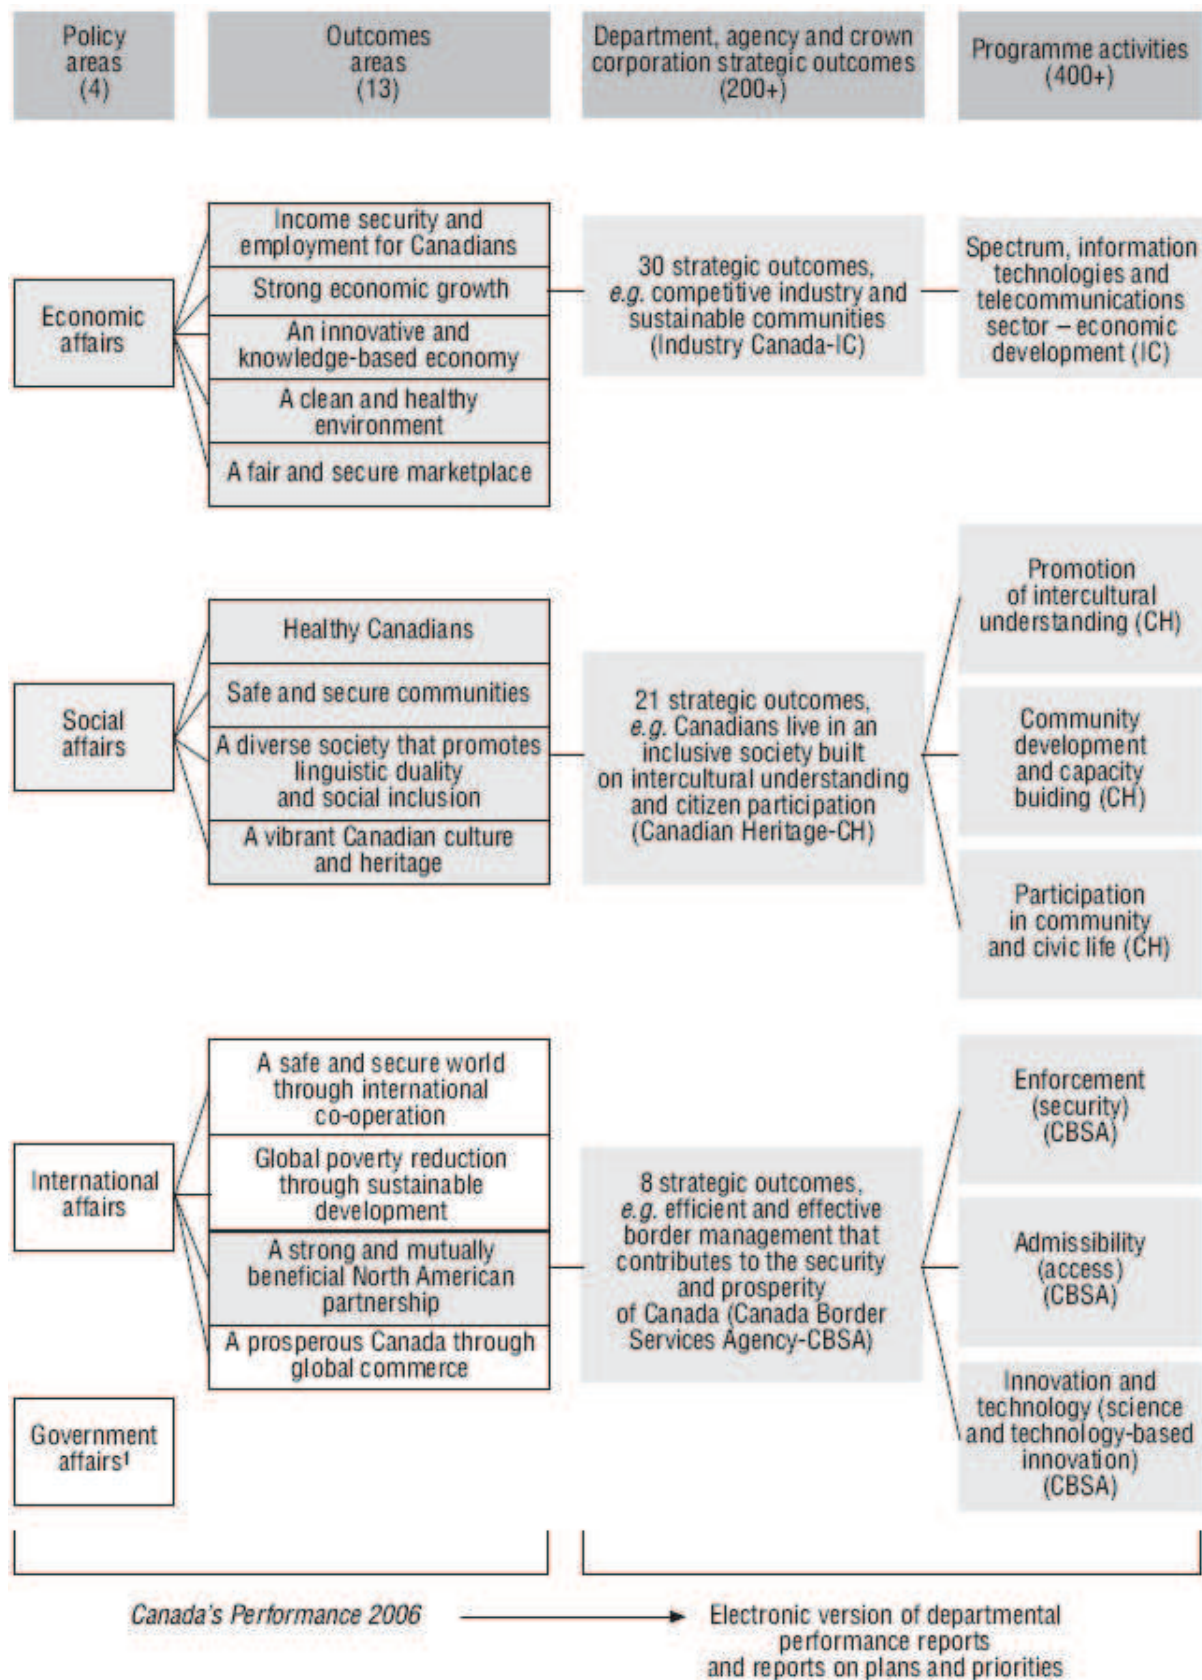 Policy
areas
(4)
Outcomes
areas
(13)
Department, agency and crown
corporation strategic outcomes
(200+)
Programme activities
(400+)
Economic
affairs
Income security and
employment for Canadians
Strong economic growth
An innovative and
knowledge-based economy
A clean and healthy
environment
A fair and secure marketplace
30 strategic outcomes,
e.g. competitive industry and
sustainable communities
(Industry Canada-IC)
Spectrum, information
technologies and
telecommunications
sector – economic
development (IC)
Social
affairs
Healthy Canadians
Safe and secure communities
A diverse society that promotes
linguistic duality
and social inclusion
A vibrant Canadian culture
and heritage
21 strategic outcomes,
e.g. Canadians live in an
inclusive society built
on intercultural understanding
and citizen participation
(Canadian Heritage-CH)
Promotion
of intercultural
understanding (CH)
Community
development
and capacity
buiding (CH)
Participation
in community
and civic life (CH)
International
affairs
A safe and secure world
through international
co-operation
Global poverty reduction
through sustainable
development
A strong and mutually
beneficial North American
partnership
A prosperous Canada through
global commerce
8 strategic outcomes,
e.g. efficient and effective
border management that
contributes to the security
and prosperity
of Canada (Canada Border
Services Agency-CBSA)
Enforcement
(security)
(CBSA)
Admissibility
(access)
(CBSA)
Innovation and
technology (science
and technology-based
innovation)
(CBSA)
Government
affairs¹
Canada's Performance 2006
Electronic version of departmental
performance reports
and reports on plans and priorities